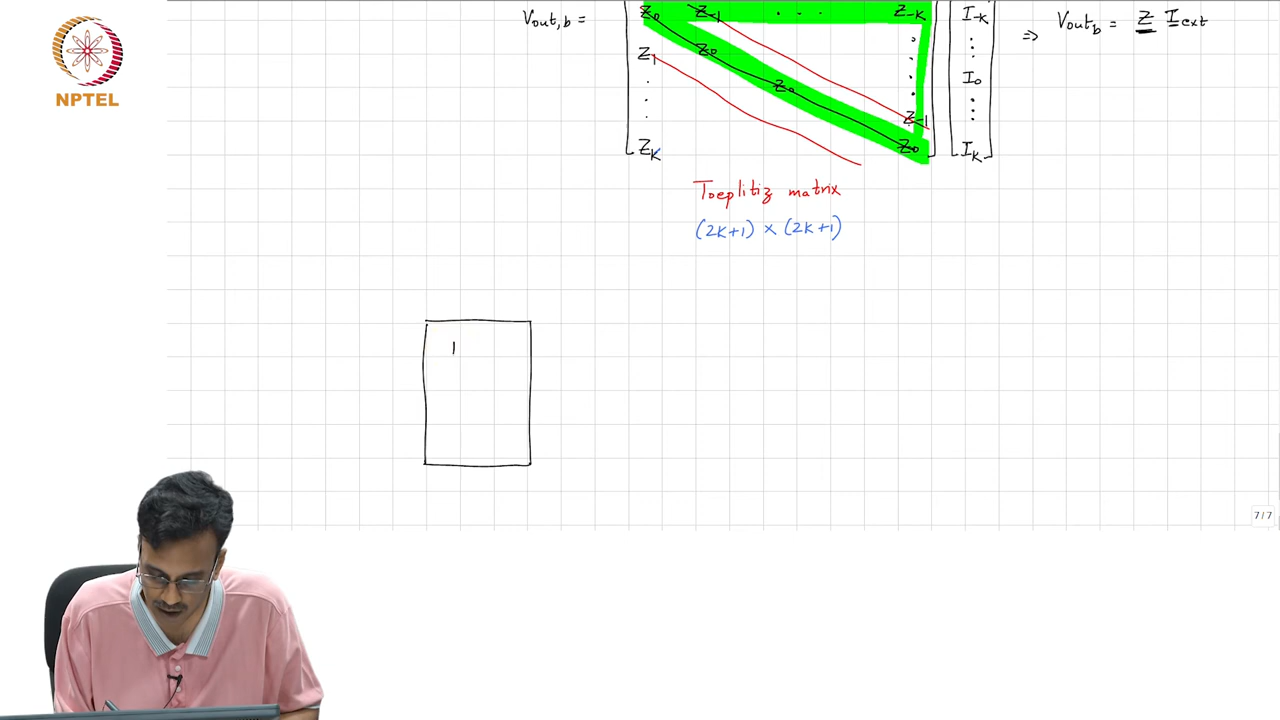 NPTEL
Vout,b = [ Z0 Z-1 . . . Z-K ] [ I-K ] ⇒ Voutb = Z Iext
Z0
Z1
I0
Z0
Z-1
ZK Z0 IK
Toeplitiz matrix
(2K+1) × (2K+1)
1
7/7